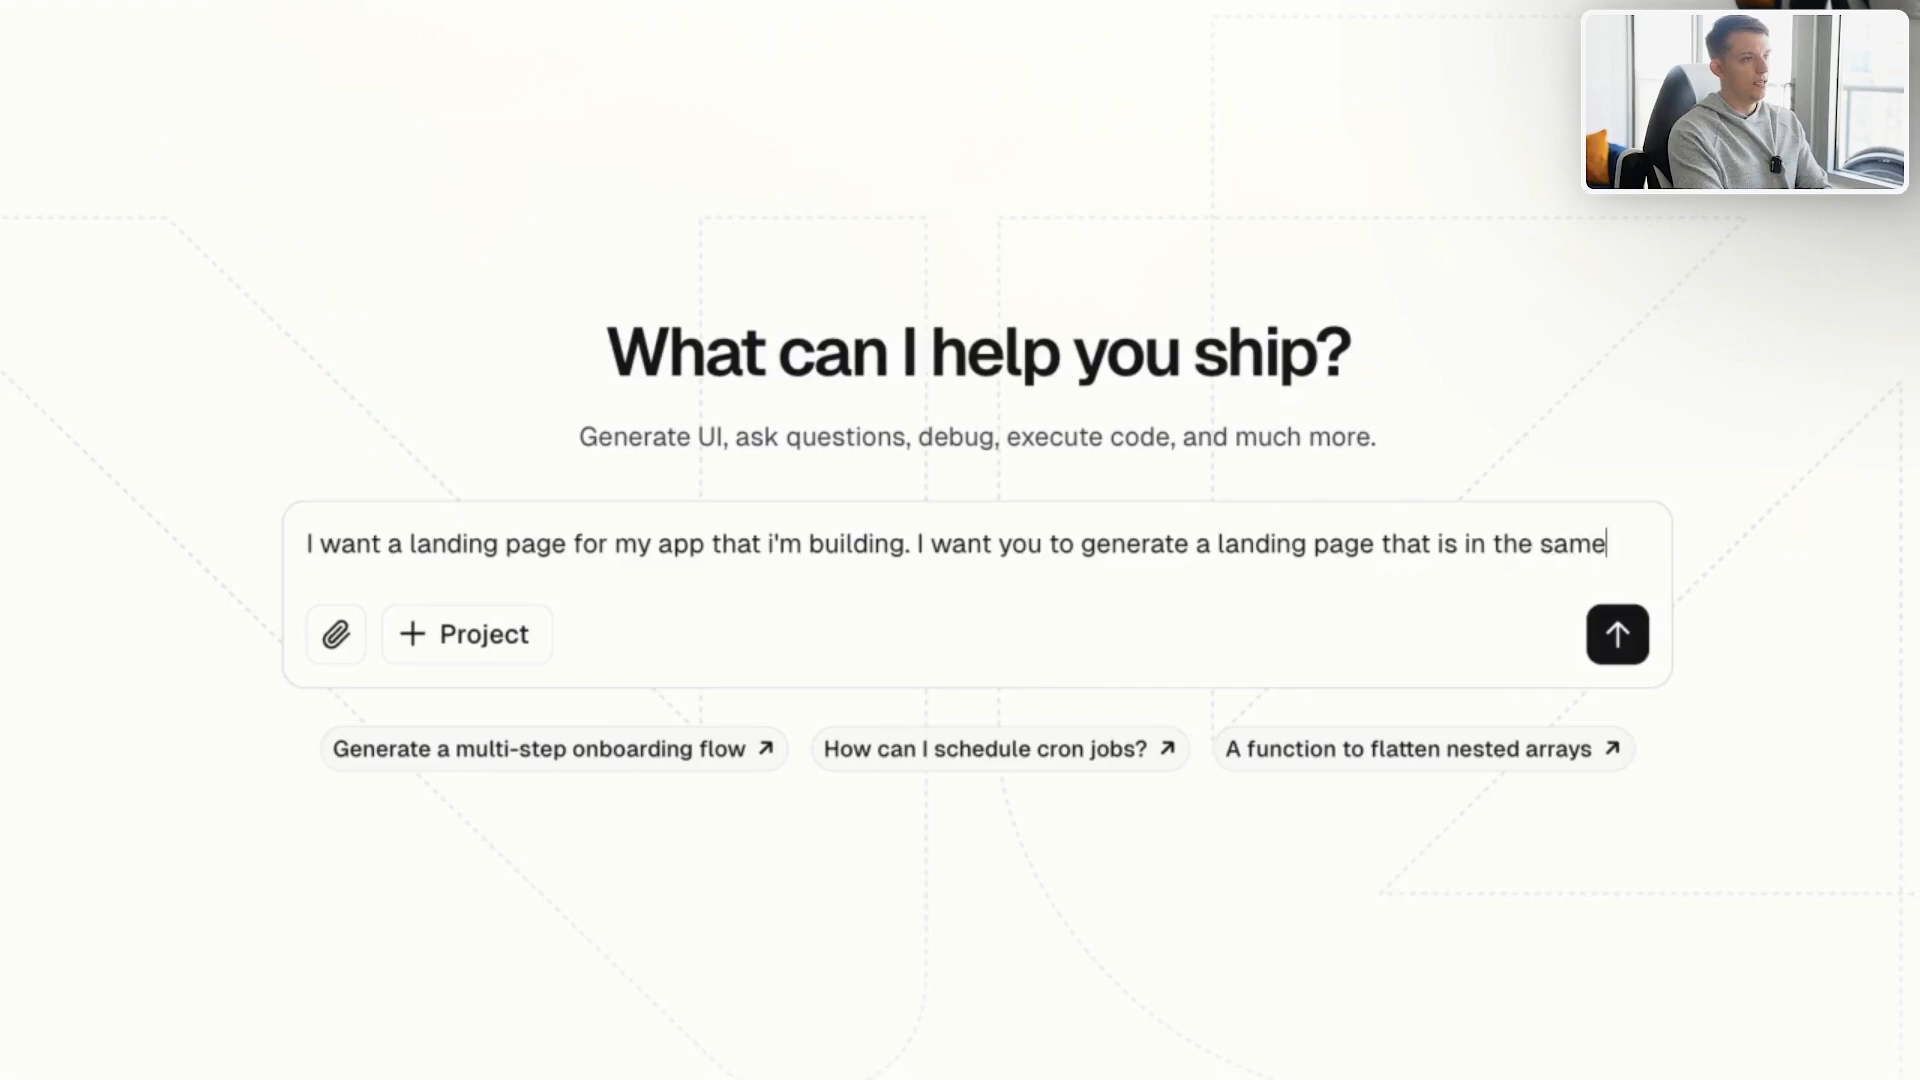 What can I help you ship?
Generate UI, ask questions, debug, execute code, and much more.
I want a landing page for my app that i'm building. I want you to generate a landing page that is in the same
Project
Generate a multi-step onboarding flow
How can I schedule cron jobs?
A function to flatten nested arrays